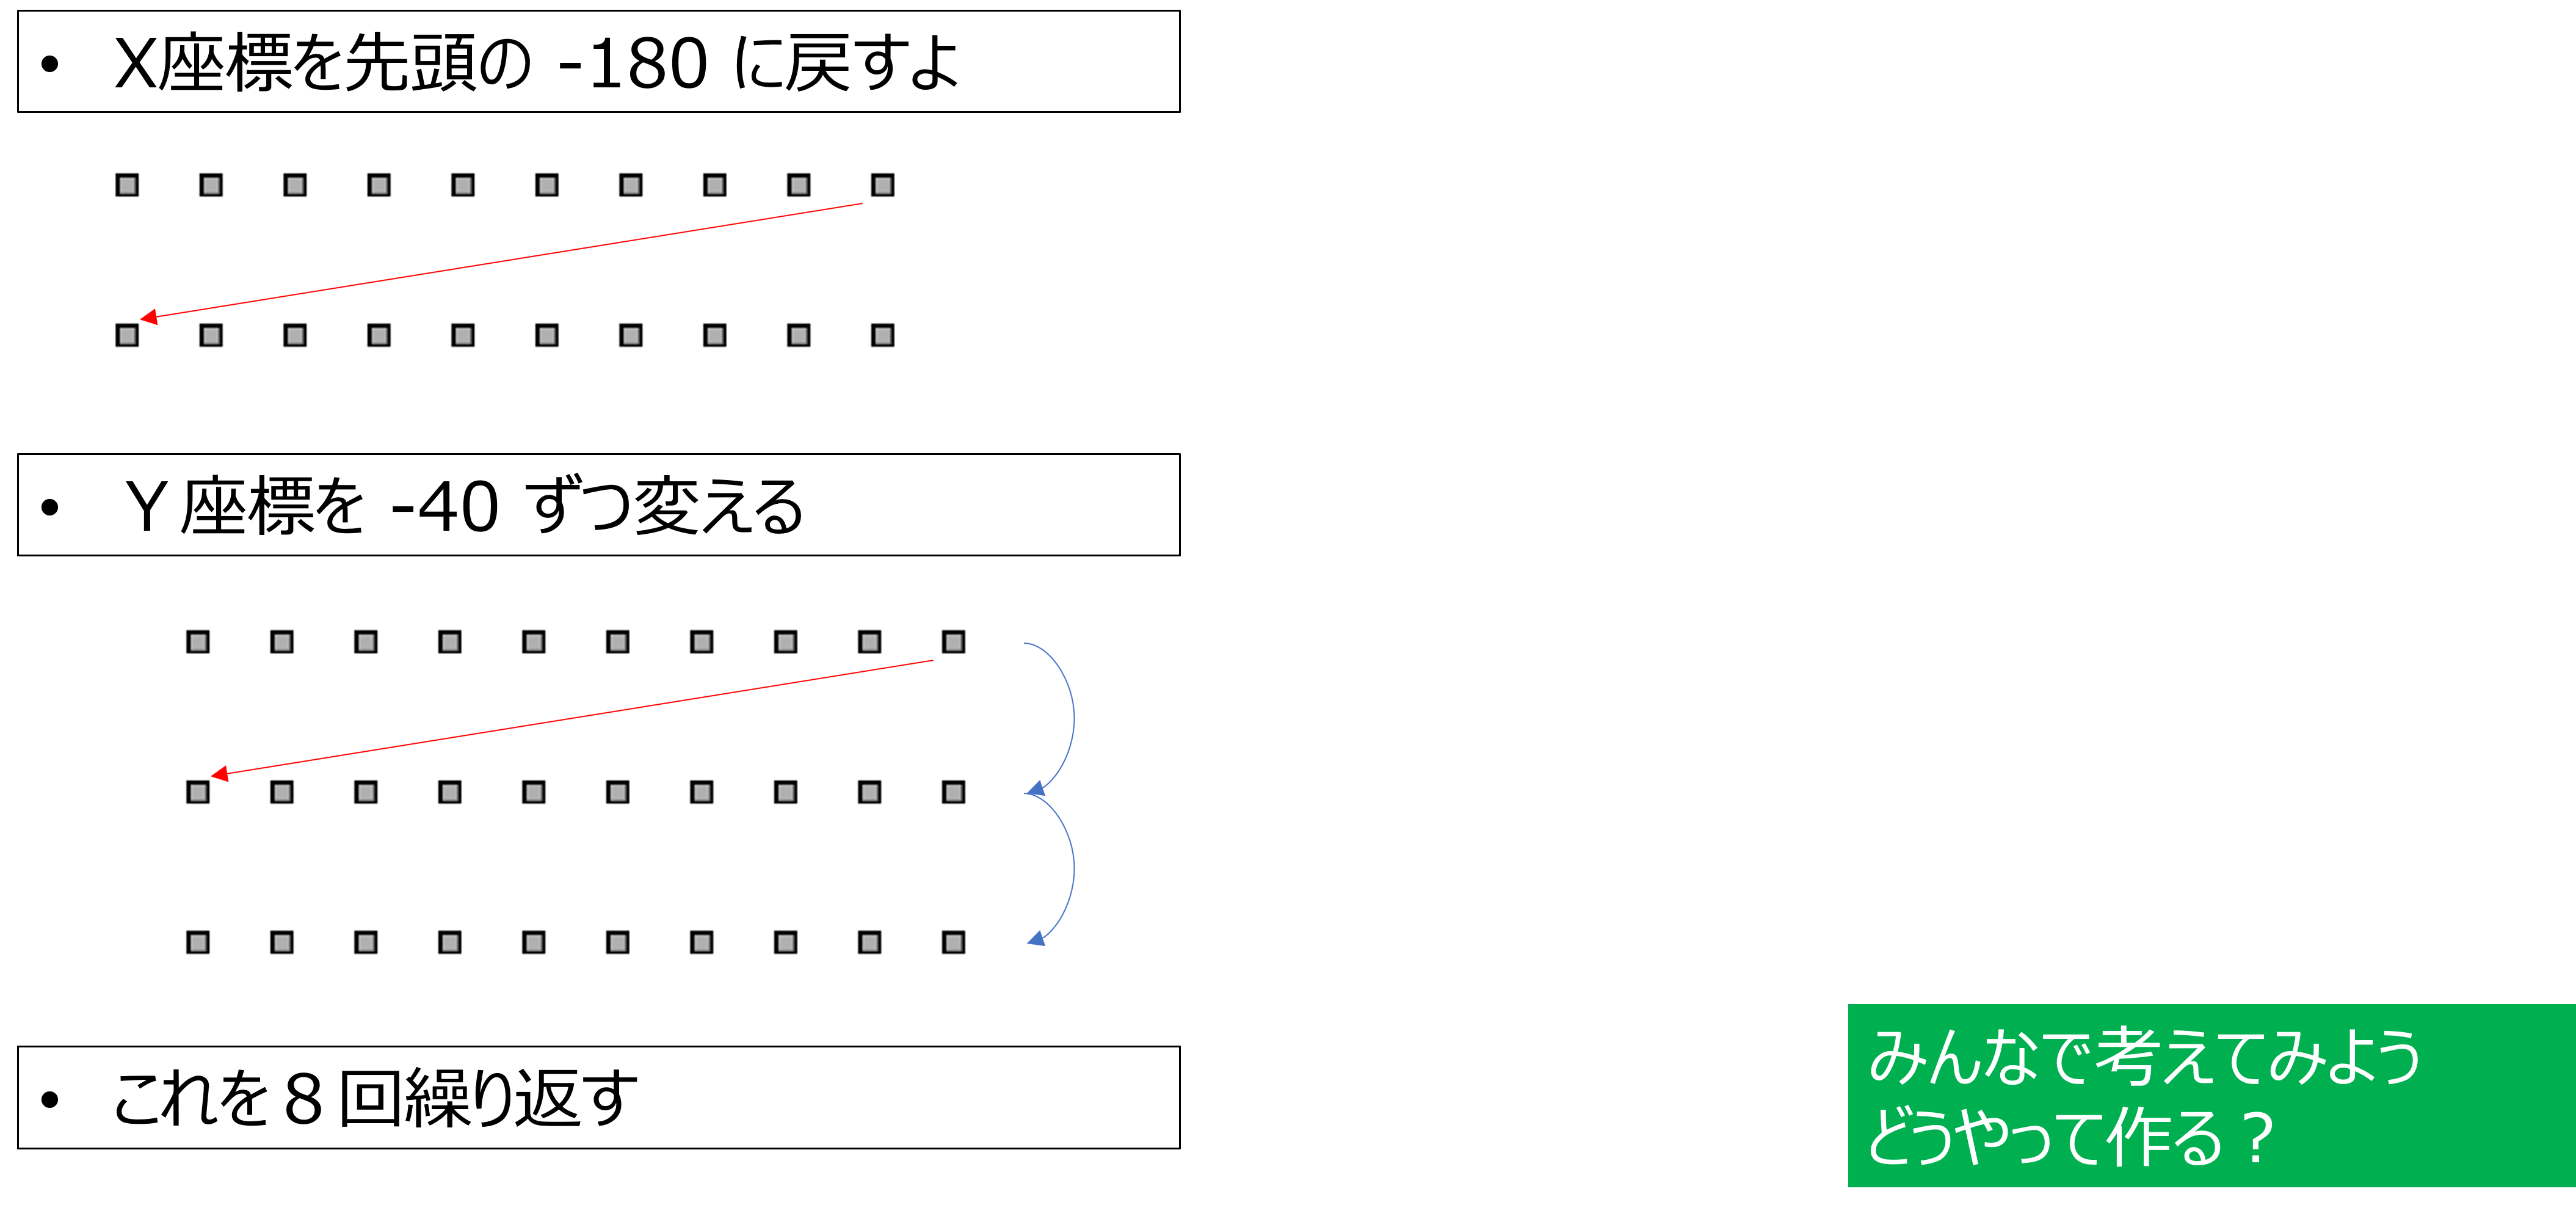 • X座標を先頭の -180 に戻すよ
• Y座標を -40 ずつ変える
• これを8回繰り返す
みんなで考えてみよう
どうやって作る？